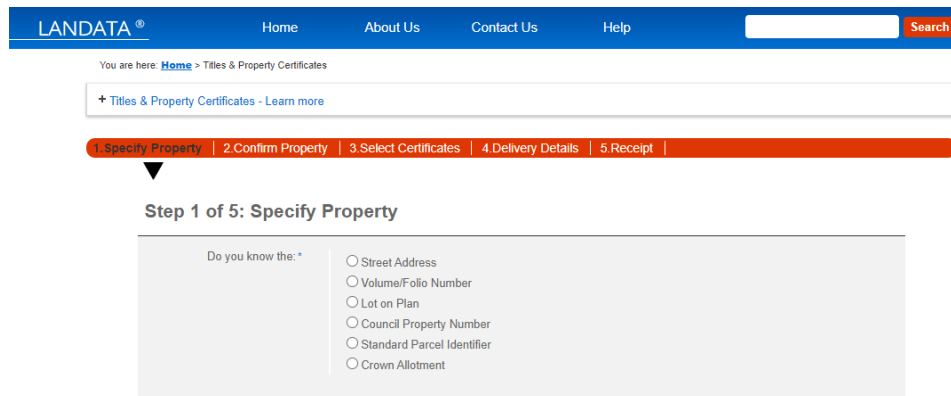 LANDATA ® Home About Us Contact Us Help Search
You are here: Home > Titles & Property Certificates
+ Titles & Property Certificates - Learn more
1.Specify Property | 2.Confirm Property | 3.Select Certificates | 4.Delivery Details | 5.Receipt |
Step 1 of 5: Specify Property
Do you know the: *
Street Address
Volume/Folio Number
Lot on Plan
Council Property Number
Standard Parcel Identifier
Crown Allotment